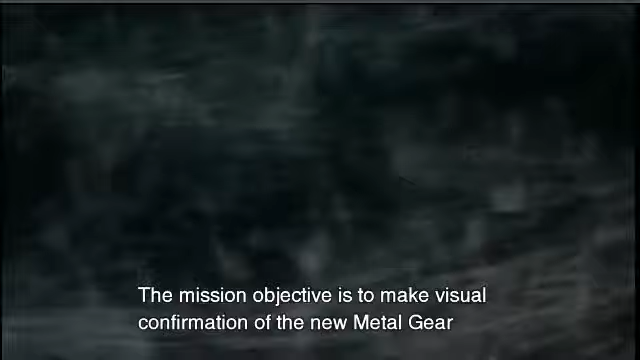 The mission objective is to make visual
confirmation of the new Metal Gear